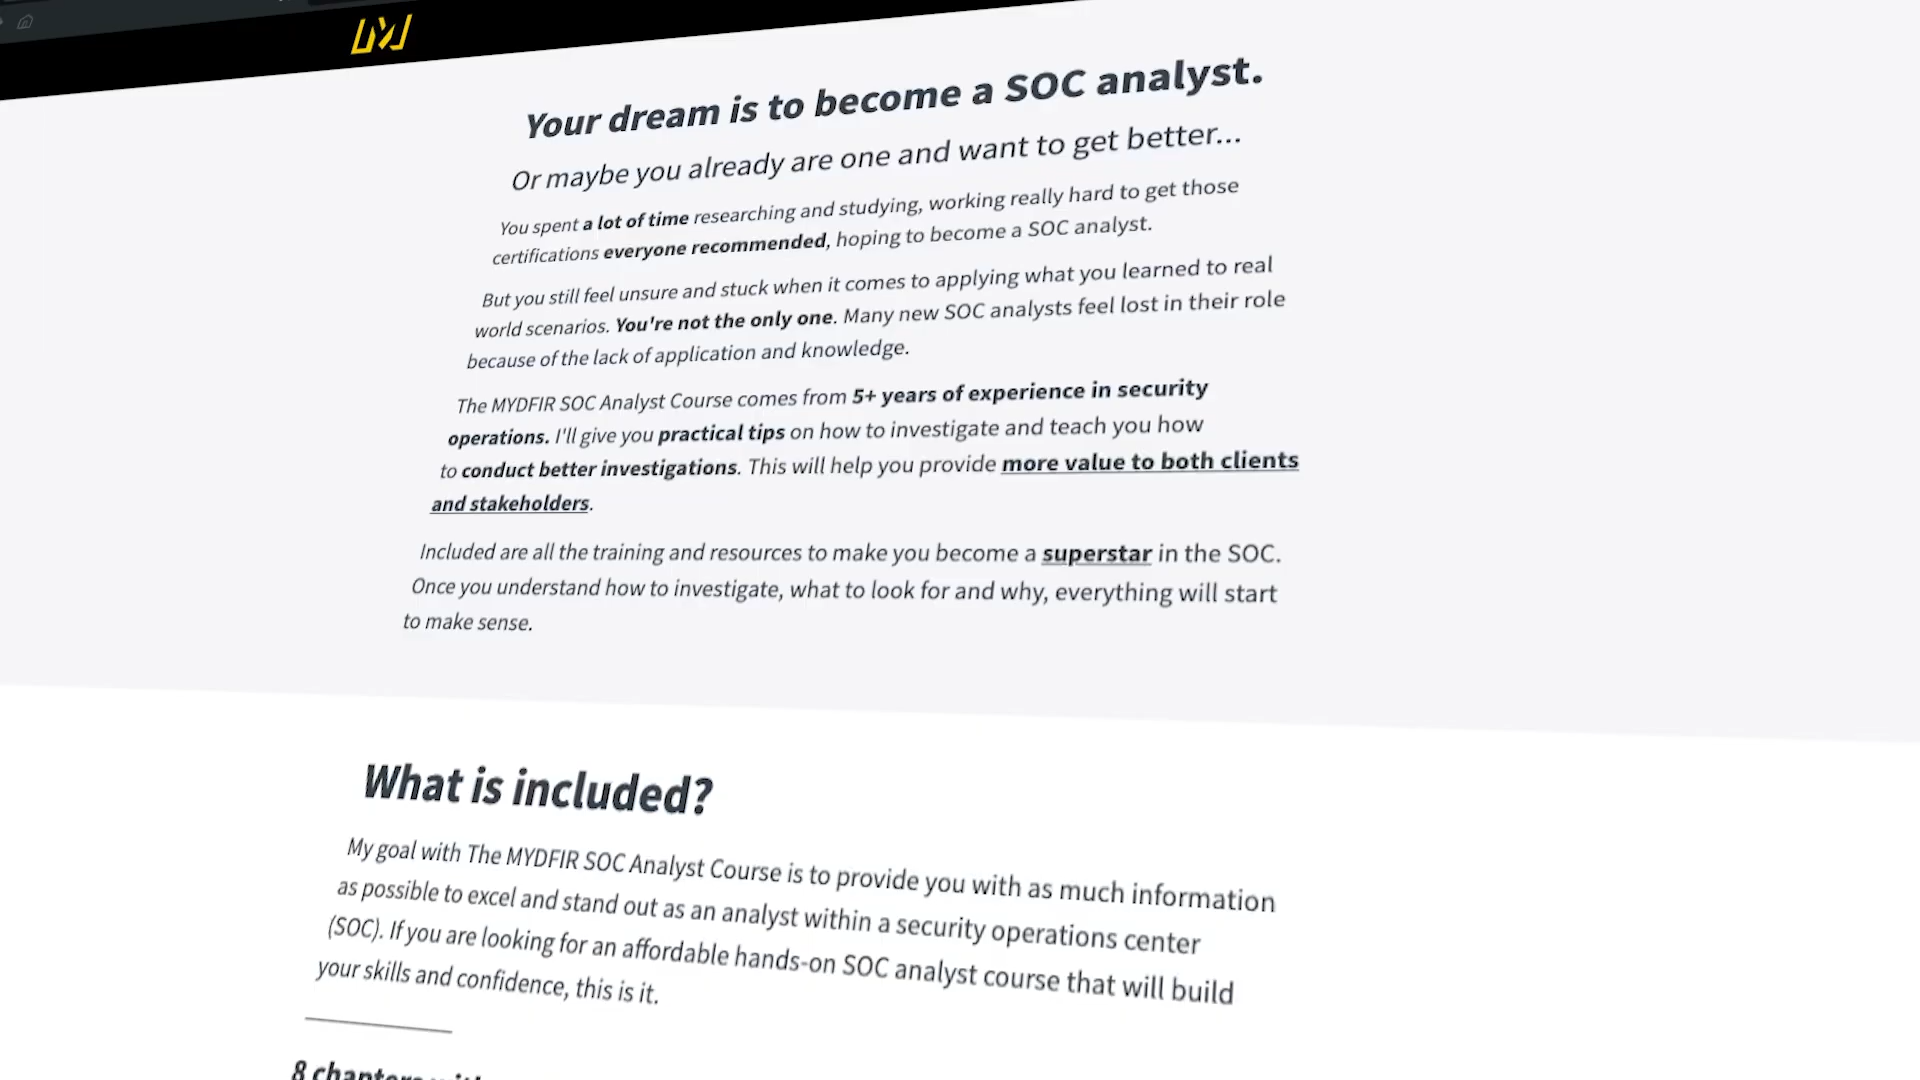 Your dream is to become a SOC analyst.
Or maybe you already are one and want to get better...
You spent a lot of time researching and studying, working really hard to get those
certifications everyone recommended, hoping to become a SOC analyst.
But you still feel unsure and stuck when it comes to applying what you learned to real
world scenarios. You're not the only one. Many new SOC analysts feel lost in their role
because of the lack of application and knowledge.
The MYDFIR SOC Analyst Course comes from 5+ years of experience in security
operations. I'll give you practical tips on how to investigate and teach you how
to conduct better investigations. This will help you provide more value to both clients
and stakeholders.
Included are all the training and resources to make you become a superstar in the SOC.
Once you understand how to investigate, what to look for and why, everything will start
to make sense.
What is included?
My goal with The MYDFIR SOC Analyst Course is to provide you with as much information
as possible to excel and stand out as an analyst within a security operations center
(SOC). If you are looking for an affordable hands-on SOC analyst course that will build
your skills and confidence, this is it.
8 chapters with